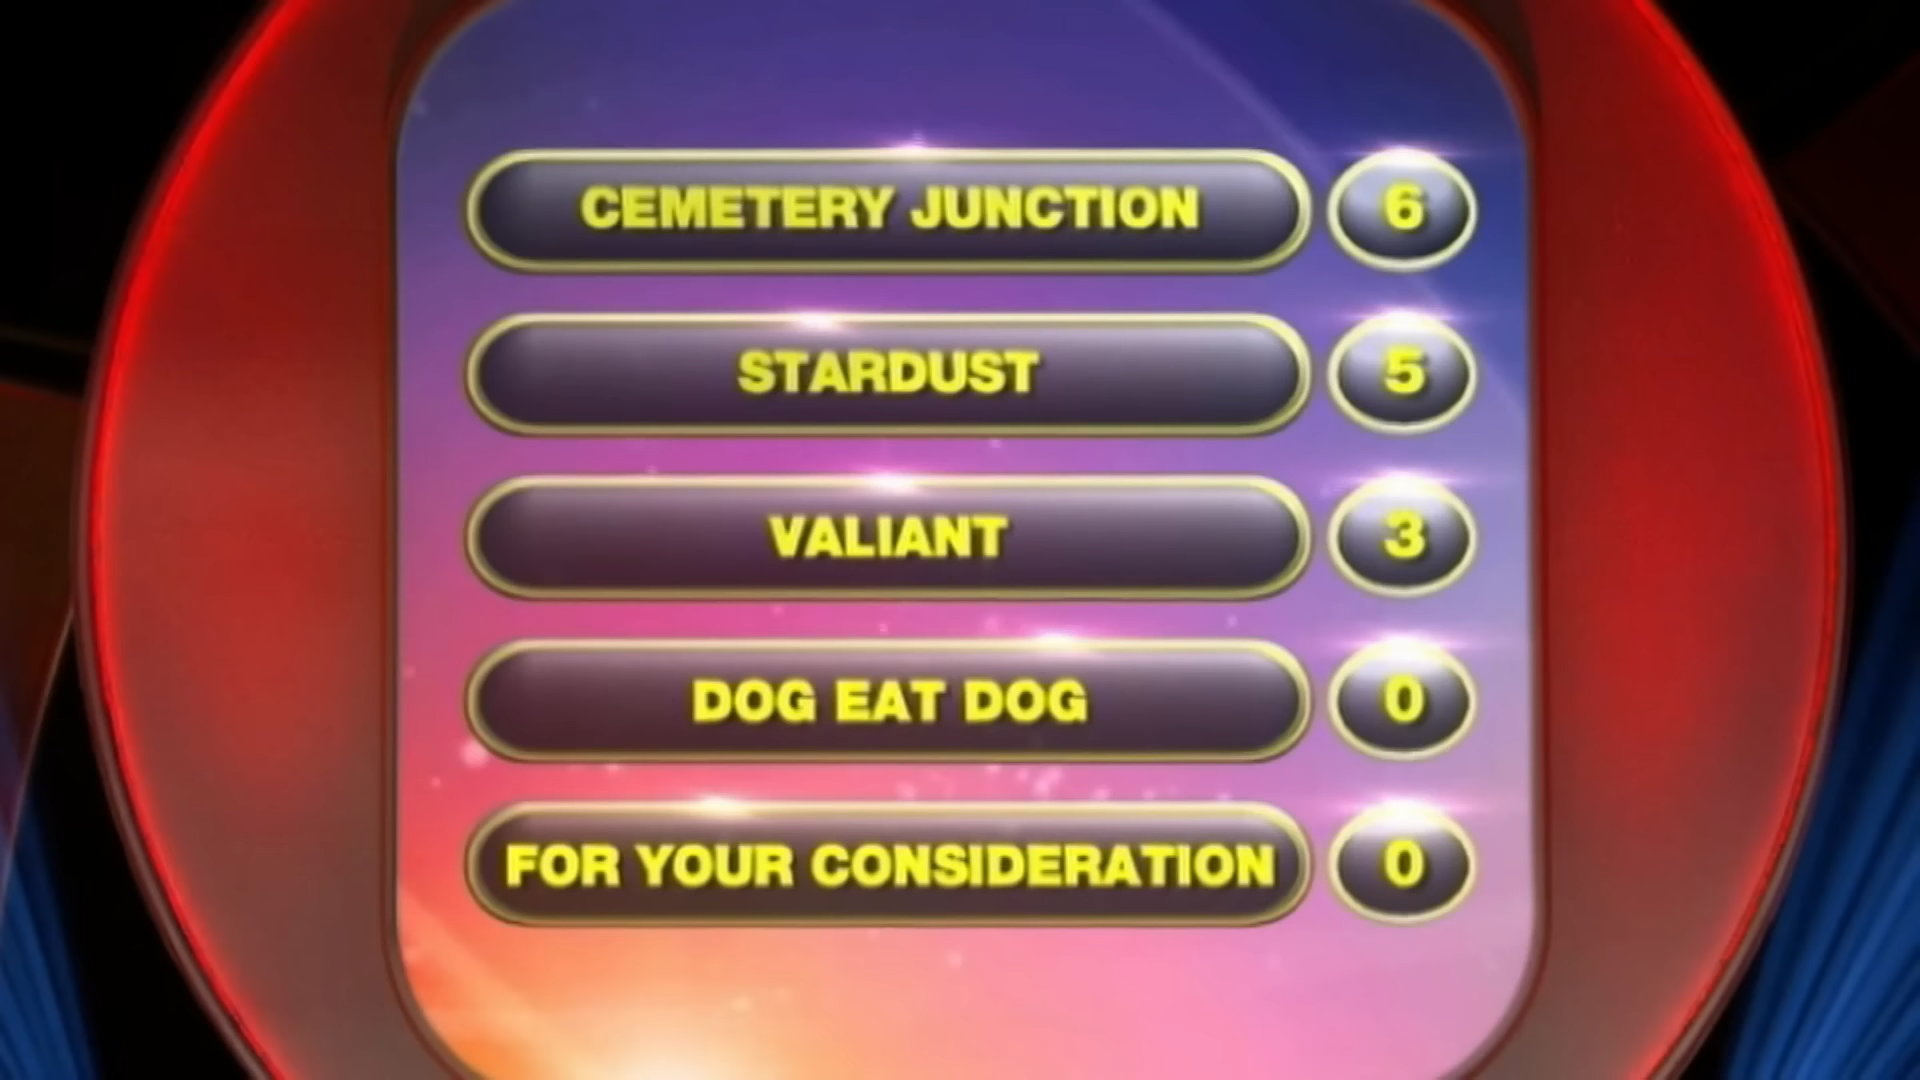 CEMETERY JUNCTION 6
STARDUST 5
VALIANT 3
DOG EAT DOG 0
FOR YOUR CONSIDERATION 0